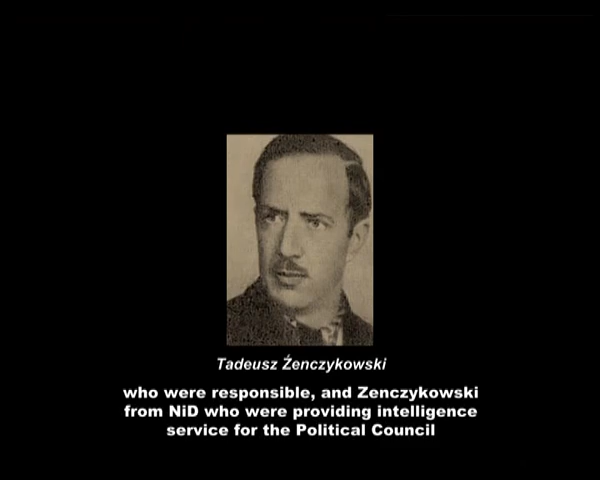 Tadeusz Źenczykowski
who were responsible, and Zenczykowski
from NiD who were providing intelligence
service for the Political Council